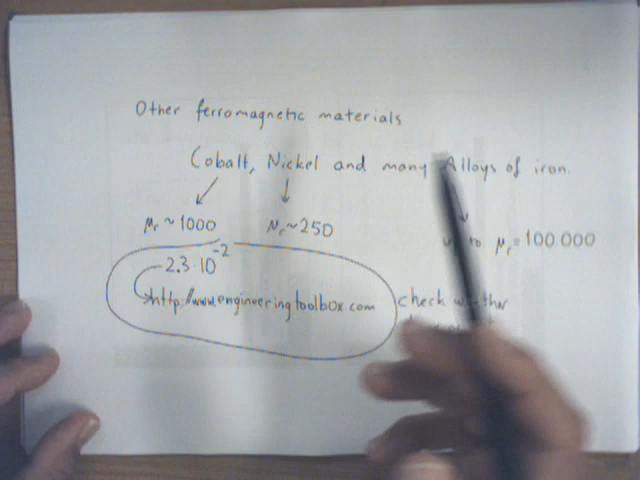 Other ferromagnetic materials
Cobalt, Nickel and many Alloys of iron.
μr ~ 1000
μr ~ 250
to μr = 100.000
2.3·10⁻²
http://www.engineeringtoolbox.com
check